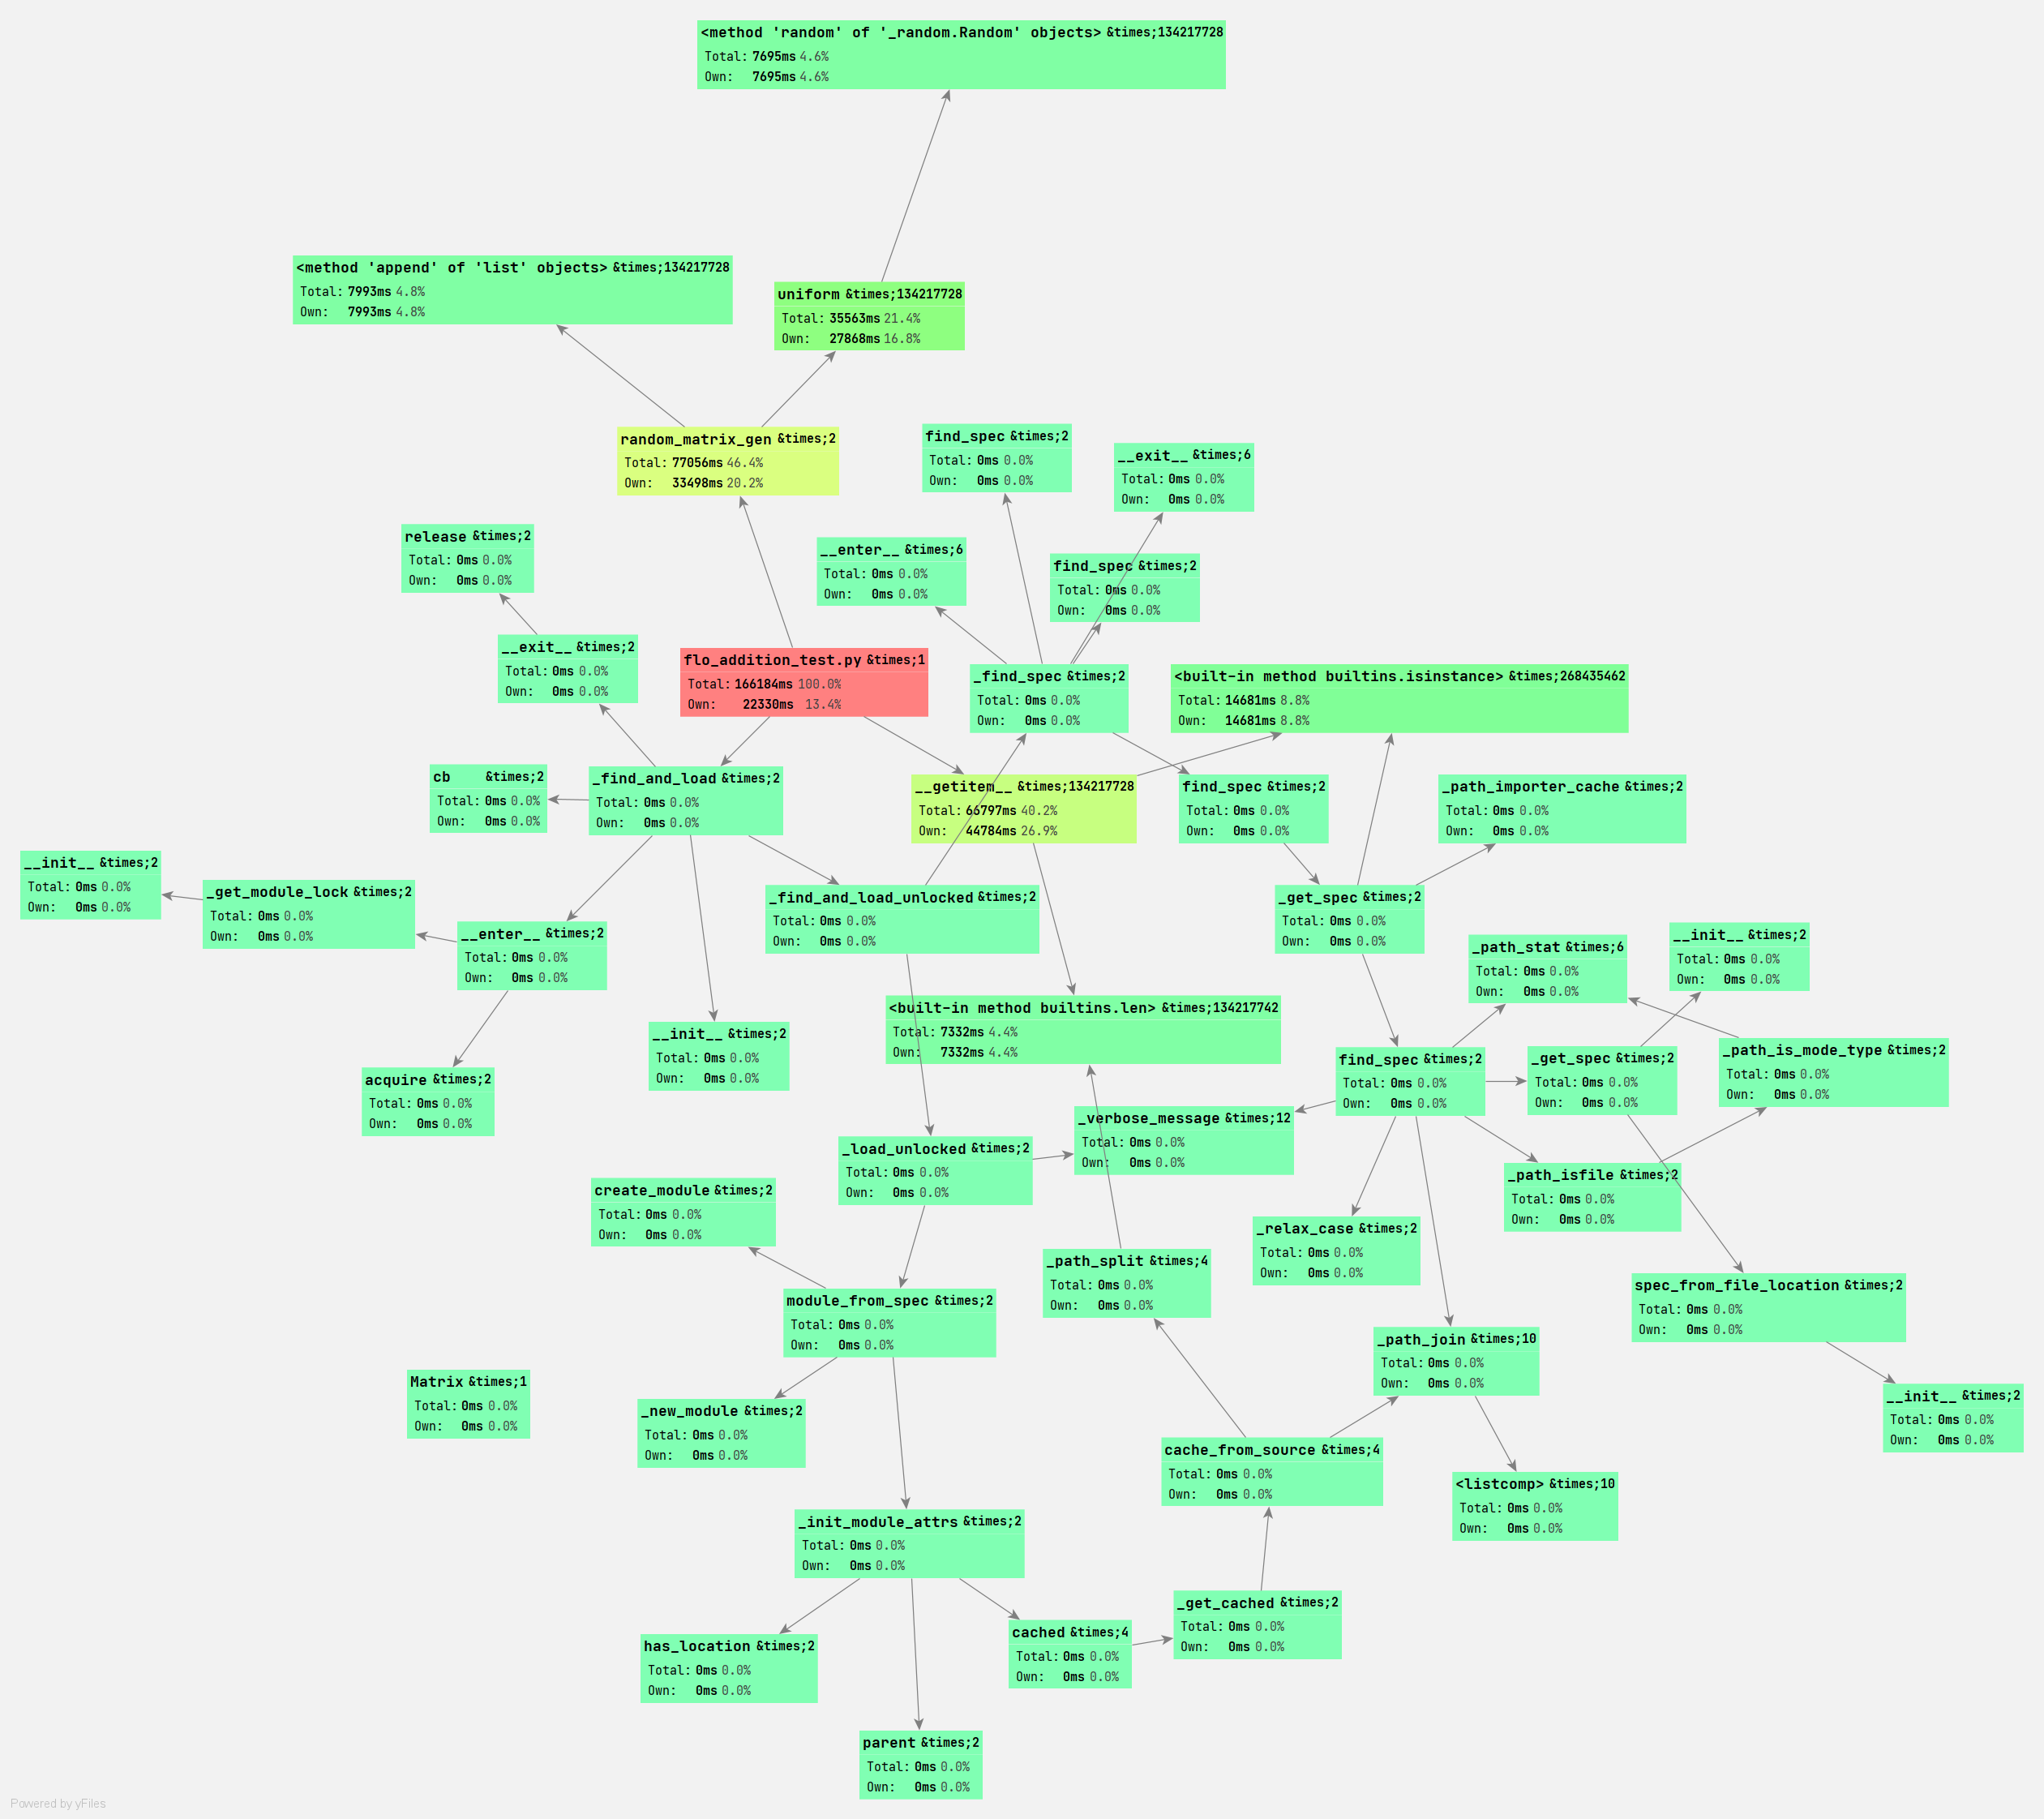 <method 'random' of '_random.Random' objects> &times;134217728
Total: 7695ms 4.6%
Own: 7695ms 4.6%
<method 'append' of 'list' objects> &times;134217728
Total: 7993ms 4.8%
Own: 7993ms 4.8%
uniform &times;134217728
Total: 35563ms 21.4%
Own: 27868ms 16.8%
random_matrix_gen &times;2
Total: 77056ms 46.4%
Own: 33498ms 20.2%
find_spec &times;2
Total: 0ms 0.0%
Own: 0ms 0.0%
__exit__ &times;6
Total: 0ms 0.0%
Own: 0ms 0.0%
release &times;2
Total: 0ms 0.0%
Own: 0ms 0.0%
__enter__ &times;6
Total: 0ms 0.0%
Own: 0ms 0.0%
find_spec &times;2
Total: 0ms 0.0%
Own: 0ms 0.0%
__exit__ &times;2
Total: 0ms 0.0%
Own: 0ms 0.0%
flo_addition_test.py &times;1
Total: 166184ms 100.0%
Own: 22330ms 13.4%
_find_spec &times;2
Total: 0ms 0.0%
Own: 0ms 0.0%
<built-in method builtins.isinstance> &times;268435462
Total: 14681ms 8.8%
Own: 14681ms 8.8%
cb &times;2
Total: 0ms 0.0%
Own: 0ms 0.0%
_find_and_load &times;2
Total: 0ms 0.0%
Own: 0ms 0.0%
__getitem__ &times;134217728
Total: 66797ms 40.2%
Own: 44784ms 26.9%
find_spec &times;2
Total: 0ms 0.0%
Own: 0ms 0.0%
_path_importer_cache &times;2
Total: 0ms 0.0%
Own: 0ms 0.0%
__init__ &times;2
Total: 0ms 0.0%
Own: 0ms 0.0%
_get_module_lock &times;2
Total: 0ms 0.0%
Own: 0ms 0.0%
_find_and_load_unlocked &times;2
Total: 0ms 0.0%
Own: 0ms 0.0%
_get_spec &times;2
Total: 0ms 0.0%
Own: 0ms 0.0%
__enter__ &times;2
Total: 0ms 0.0%
Own: 0ms 0.0%
_path_stat &times;6
Total: 0ms 0.0%
Own: 0ms 0.0%
__init__ &times;2
Total: 0ms 0.0%
Own: 0ms 0.0%
<built-in method builtins.len> &times;134217742
Total: 7332ms 4.4%
Own: 7332ms 4.4%
__init__ &times;2
Total: 0ms 0.0%
Own: 0ms 0.0%
acquire &times;2
Total: 0ms 0.0%
Own: 0ms 0.0%
find_spec &times;2
Total: 0ms 0.0%
Own: 0ms 0.0%
_get_spec &times;2
Total: 0ms 0.0%
Own: 0ms 0.0%
_path_is_mode_type &times;2
Total: 0ms 0.0%
Own: 0ms 0.0%
_verbose_message &times;12
Total: 0ms 0.0%
Own: 0ms 0.0%
_load_unlocked &times;2
Total: 0ms 0.0%
Own: 0ms 0.0%
_path_isfile &times;2
Total: 0ms 0.0%
Own: 0ms 0.0%
create_module &times;2
Total: 0ms 0.0%
Own: 0ms 0.0%
_relax_case &times;2
Total: 0ms 0.0%
Own: 0ms 0.0%
_path_split &times;4
Total: 0ms 0.0%
Own: 0ms 0.0%
spec_from_file_location &times;2
Total: 0ms 0.0%
Own: 0ms 0.0%
module_from_spec &times;2
Total: 0ms 0.0%
Own: 0ms 0.0%
_path_join &times;10
Total: 0ms 0.0%
Own: 0ms 0.0%
Matrix &times;1
Total: 0ms 0.0%
Own: 0ms 0.0%
__init__ &times;2
Total: 0ms 0.0%
Own: 0ms 0.0%
_new_module &times;2
Total: 0ms 0.0%
Own: 0ms 0.0%
cache_from_source &times;4
Total: 0ms 0.0%
Own: 0ms 0.0%
<listcomp> &times;10
Total: 0ms 0.0%
Own: 0ms 0.0%
_init_module_attrs &times;2
Total: 0ms 0.0%
Own: 0ms 0.0%
_get_cached &times;2
Total: 0ms 0.0%
Own: 0ms 0.0%
cached &times;4
Total: 0ms 0.0%
Own: 0ms 0.0%
has_location &times;2
Total: 0ms 0.0%
Own: 0ms 0.0%
parent &times;2
Total: 0ms 0.0%
Own: 0ms 0.0%
Powered by yFiles